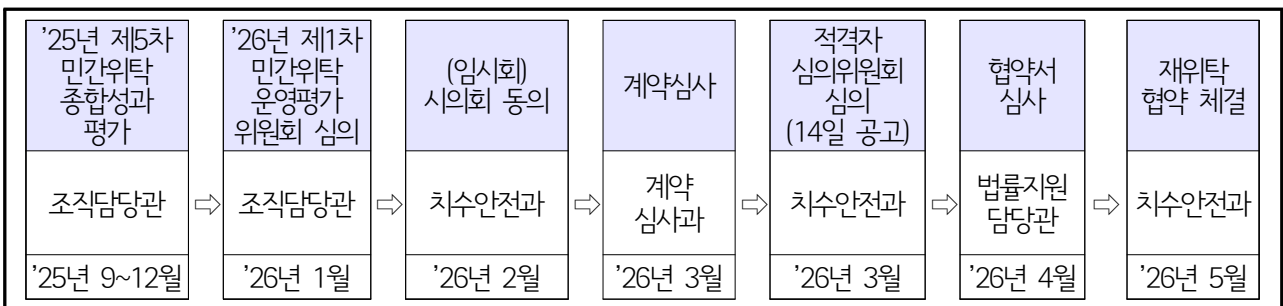 ’25년 제5차
민간위탁
종합성과
평가
’26년 제1차
민간위탁
운영평가
위원회 심의
(임시회)
시의회 동의
계약심사
적격자
심의위원회
심의
(14일 공고)
협약서
심사
재위탁
협약 체결
조직담당관
⇨
조직담당관
⇨
치수안전과
⇨
계약
심사과
⇨
치수안전과
⇨
법률지원
담당관
⇨
치수안전과
’25년 9~12월
’26년 1월
’26년 2월
’26년 3월
’26년 3월
’26년 4월
’26년 5월